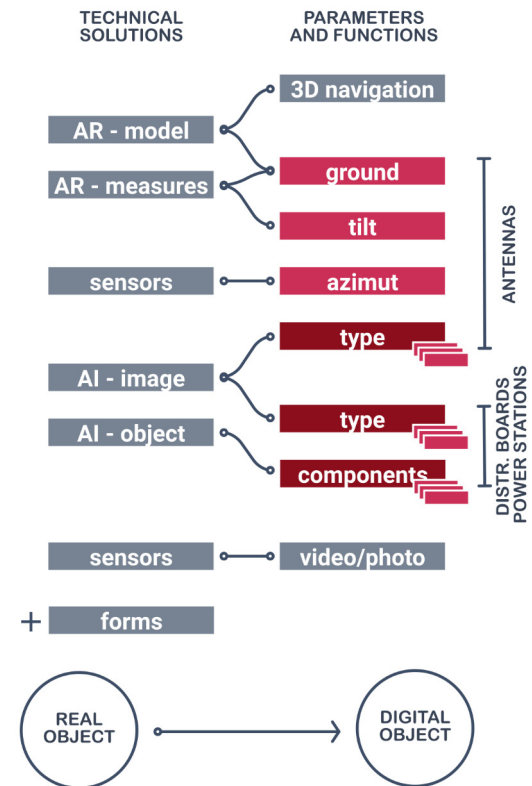 TECHNICAL
SOLUTIONS
PARAMETERS
AND FUNCTIONS
3D navigation
AR - model
ground
AR - measures
tilt
sensors
azimut
type
AI - image
type
AI - object
components
sensors
video/photo
+ forms
ANTENNAS
DISTR. BOARDS
POWER STATIONS
REAL
OBJECT
DIGITAL
OBJECT